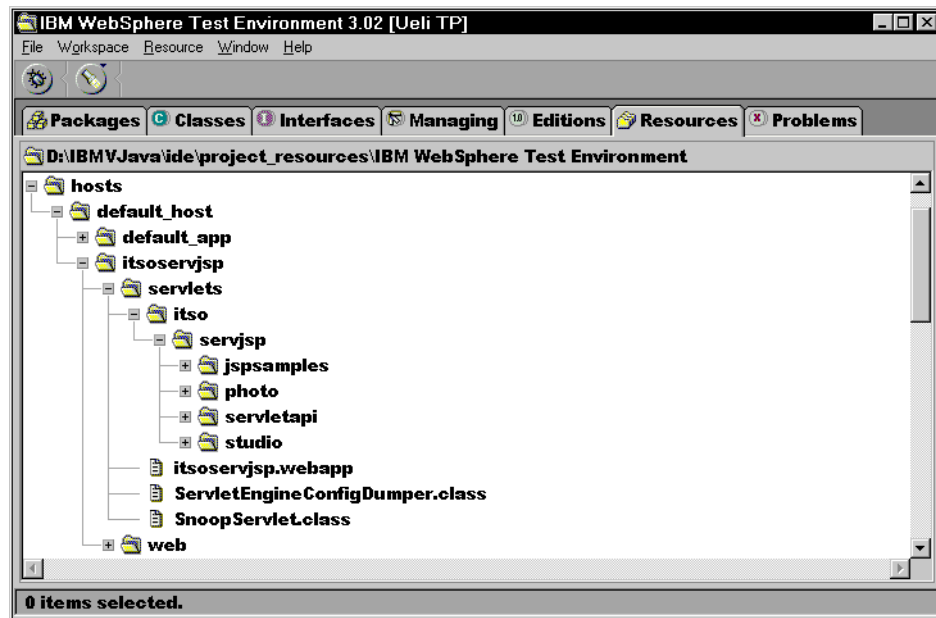 IBM WebSphere Test Environment 3.02 [Ueli TP]
File Workspace Resource Window Help
Packages C Classes I Interfaces Managing 1.0 Editions Resources X Problems
D:\IBMVJava\ide\project_resources\IBM WebSphere Test Environment
hosts
default_host
default_app
itsoservjsp
servlets
itso
servjsp
jspsamples
photo
servletapi
studio
itsoservjsp.webapp
ServletEngineConfigDumper.class
SnoopServlet.class
web
0 items selected.